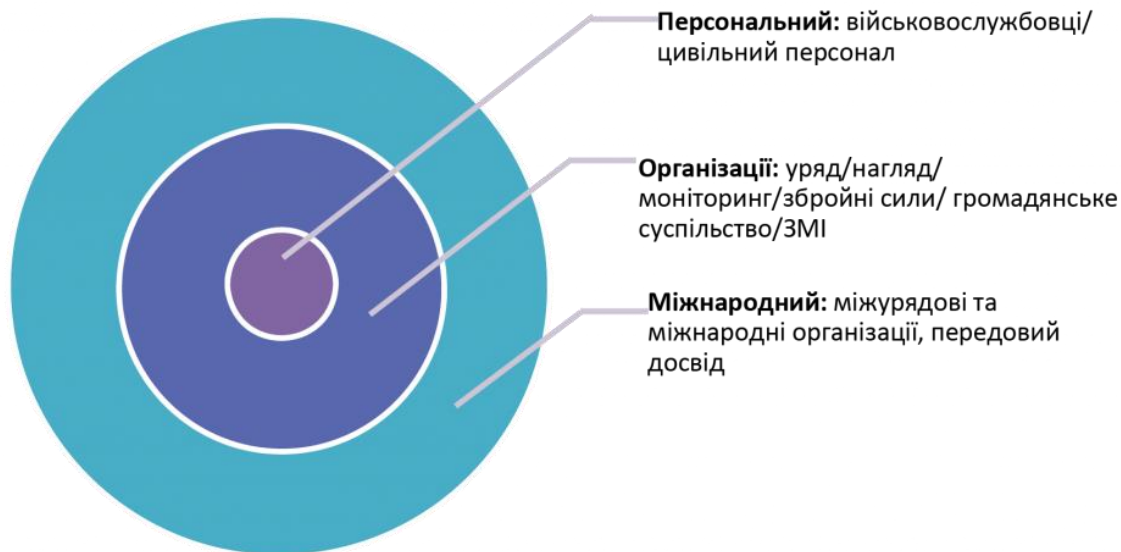 Персональний: військовослужбовці/
цивільний персонал
Організації: уряд/нагляд/
моніторинг/збройні сили/ громадянське
суспільство/ЗМІ
Міжнародний: міжурядові та
міжнародні організації, передовий
досвід